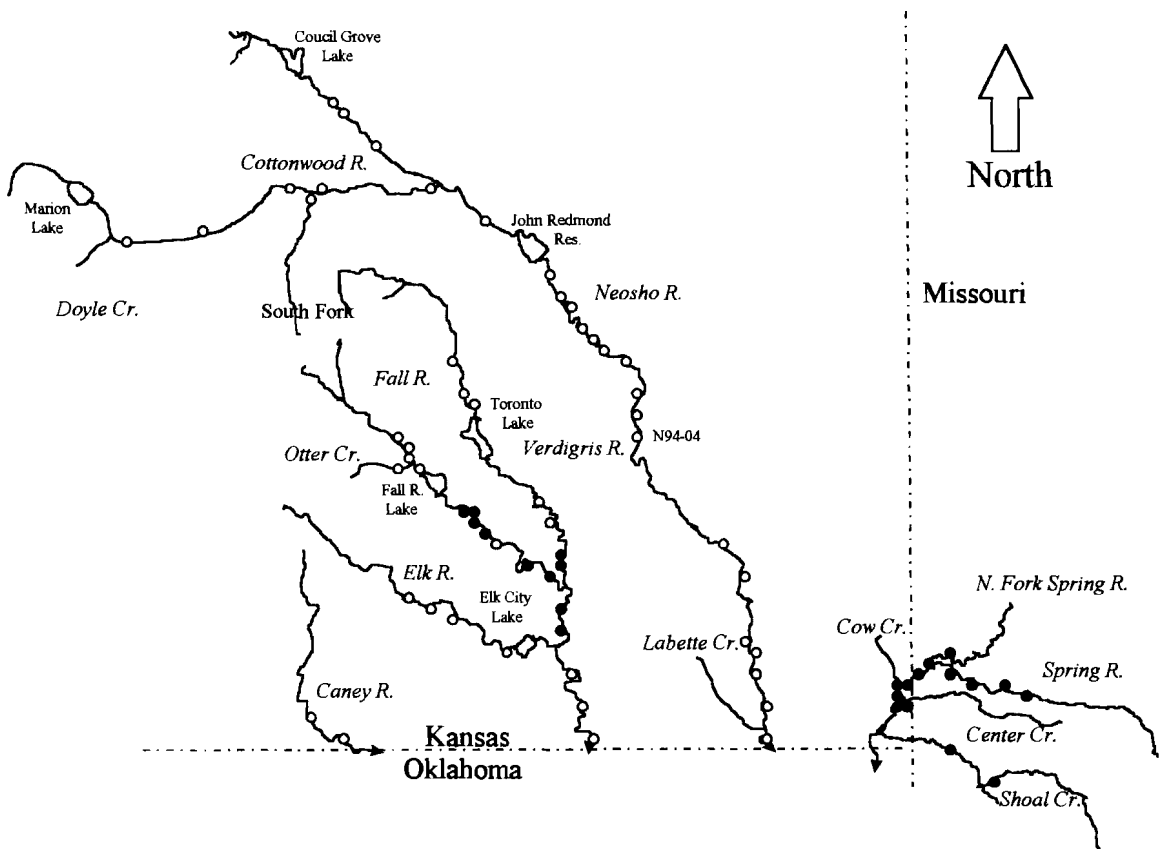 Coucil Grove
Lake
Cottonwood R.
North
Marion
Lake
John Redmond
Res.
Neosho R.
Missouri
Doyle Cr.
South Fork
Fall R.
Toronto
Lake
N94-04
Verdigris R.
Otter Cr.
Fall R.
Lake
Elk R.
Elk City
Lake
N. Fork Spring R.
Cow Cr.
Labette Cr.
Spring R.
Caney R.
Center Cr.
Kansas
Oklahoma
Shoal Cr.